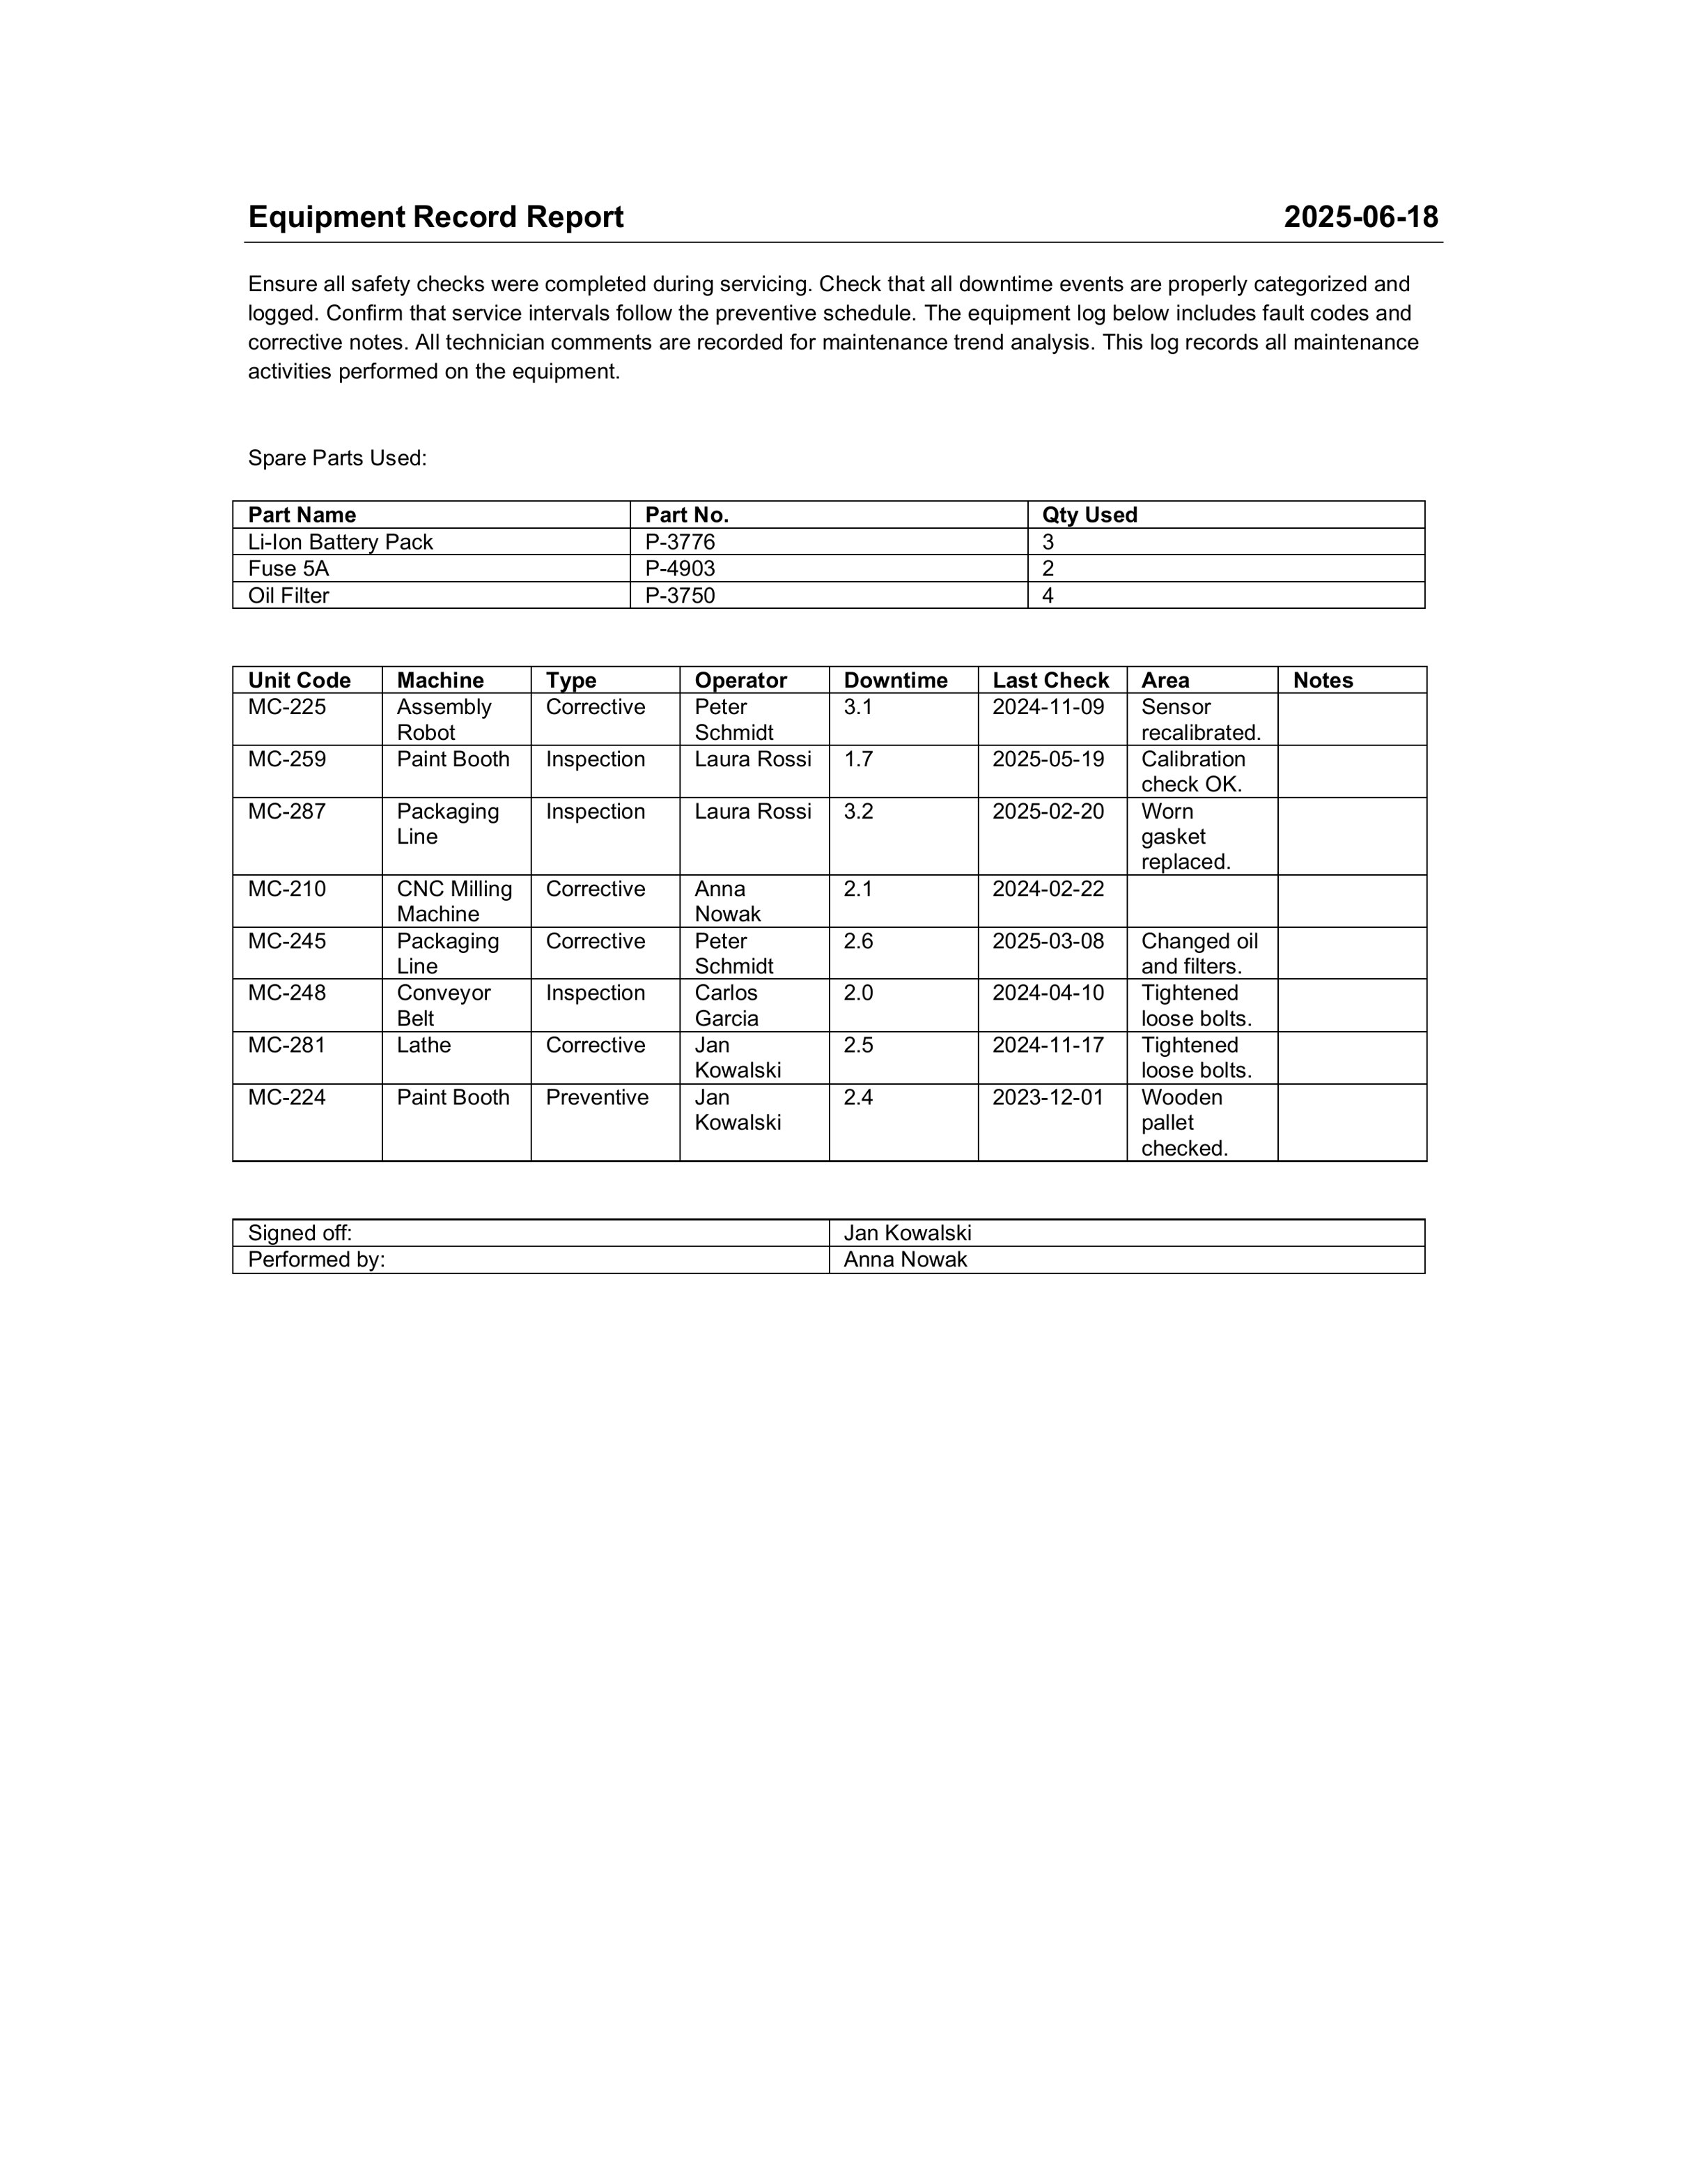 Equipment Record Report 2025-06-18
Ensure all safety checks were completed during servicing. Check that all downtime events are properly categorized and
logged. Confirm that service intervals follow the preventive schedule. The equipment log below includes fault codes and
corrective notes. All technician comments are recorded for maintenance trend analysis. This log records all maintenance
activities performed on the equipment.
Spare Parts Used:
Part Name Part No. Qty Used
Li-Ion Battery Pack P-3776 3
Fuse 5A P-4903 2
Oil Filter P-3750 4
Unit Code Machine Type Operator Downtime Last Check Area Notes
MC-225 Assembly Corrective Peter 3.1 2024-11-09 Sensor
Robot Schmidt recalibrated.
MC-259 Paint Booth Inspection Laura Rossi 1.7 2025-05-19 Calibration
check OK.
MC-287 Packaging Inspection Laura Rossi 3.2 2025-02-20 Worn
Line gasket
replaced.
MC-210 CNC Milling Corrective Anna 2.1 2024-02-22
Machine Nowak
MC-245 Packaging Corrective Peter 2.6 2025-03-08 Changed oil
Line Schmidt and filters.
MC-248 Conveyor Inspection Carlos 2.0 2024-04-10 Tightened
Belt Garcia loose bolts.
MC-281 Lathe Corrective Jan 2.5 2024-11-17 Tightened
Kowalski loose bolts.
MC-224 Paint Booth Preventive Jan 2.4 2023-12-01 Wooden
Kowalski pallet
checked.
Signed off: Jan Kowalski
Performed by: Anna Nowak